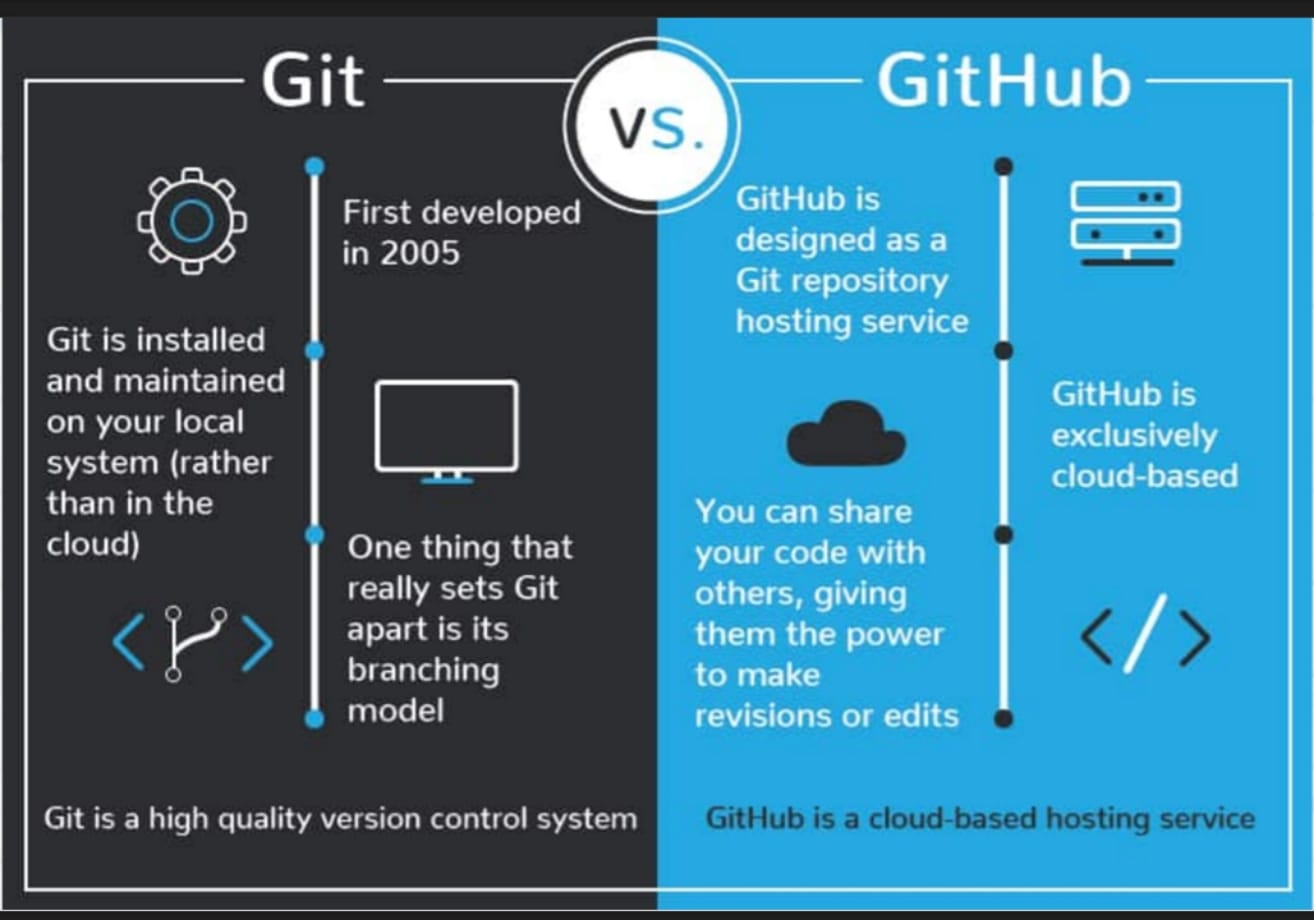 Git
vs.
GitHub
First developed
in 2005
Git is installed
and maintained
on your local
system (rather
than in the
cloud)
One thing that
really sets Git
apart is its
branching
model
Git is a high quality version control system
GitHub is
designed as a
Git repository
hosting service
GitHub is
exclusively
cloud-based
You can share
your code with
others, giving
them the power
to make
revisions or edits
GitHub is a cloud-based hosting service